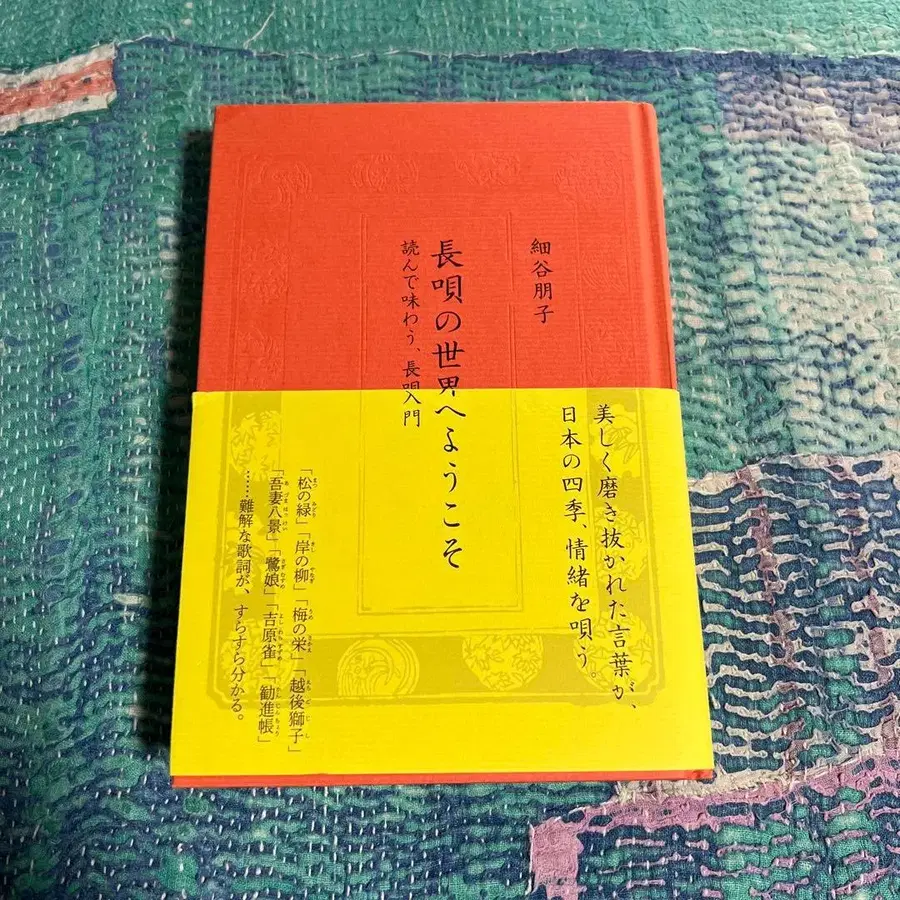 細谷朋子
長唄の世界へようこそ
読んで味わう、長唄入門
美しく磨き抜かれた言葉が、
日本の四季、情緒を唄う。
「松の緑」「岸の柳」「梅の栄」「越後獅子」
「吾妻八景」「鷺娘」「吉原雀」「勧進帳」
……難解な歌詞が、すらすら分かる。